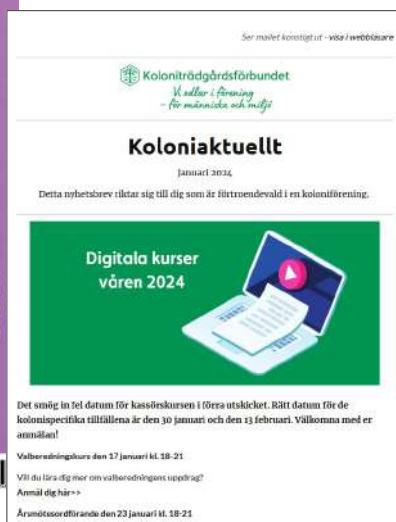 Ser mailet konstigt ut - visa i webbläsare
Koloniträdgårdsförbundet
Vi odlar i förening
- för människa och miljö
Koloniaktuellt
Januari 2024
Detta nyhetsbrev riktar sig till dig som är förtroendevald i en koloniförening.
Digitala kurser
våren 2024
Det smög in fel datum för kassörskursen i förra utskicket. Rätt datum för de
kolonispecifika tillfällena är den 30 januari och den 13 februari. Välkomna med er
anmälan!
Valberedningskurs den 17 januari kl. 18-21
Vill du lära dig mer om valberedningens uppdrag?
Anmäl dig här>>
Årsmötesordförande den 23 januari kl. 18-21